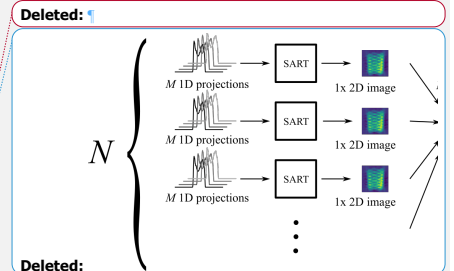 Deleted: ¶
SART
M 1D projections
1x 2D image
SART
N
M 1D projections
1x 2D image
SART
M 1D projections
1x 2D image
Deleted: